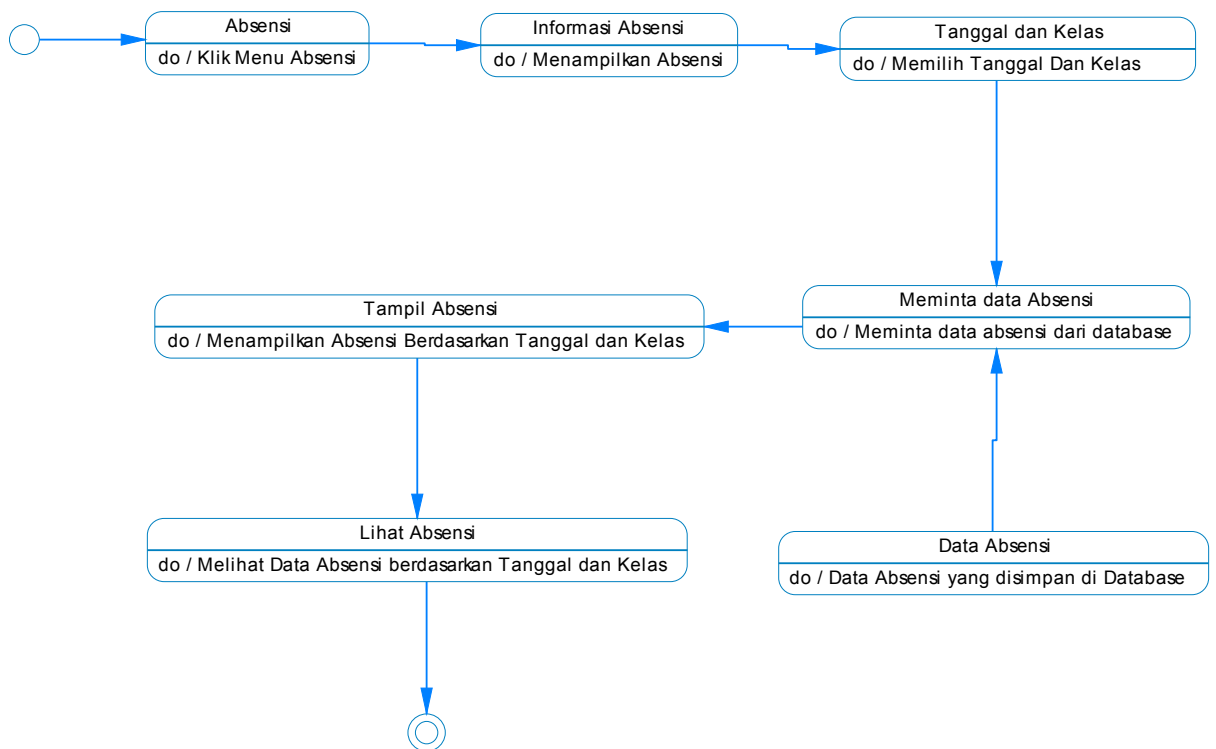 Absensi
do / Klik Menu Absensi
Informasi Absensi
do / Menampilkan Absensi
Tanggal dan Kelas
do / Memilih Tanggal Dan Kelas
Meminta data Absensi
do / Meminta data absensi dari database
Tampil Absensi
do / Menampilkan Absensi Berdasarkan Tanggal dan Kelas
Lihat Absensi
do / Melihat Data Absensi berdasarkan Tanggal dan Kelas
Data Absensi
do / Data Absensi yang disimpan di Database